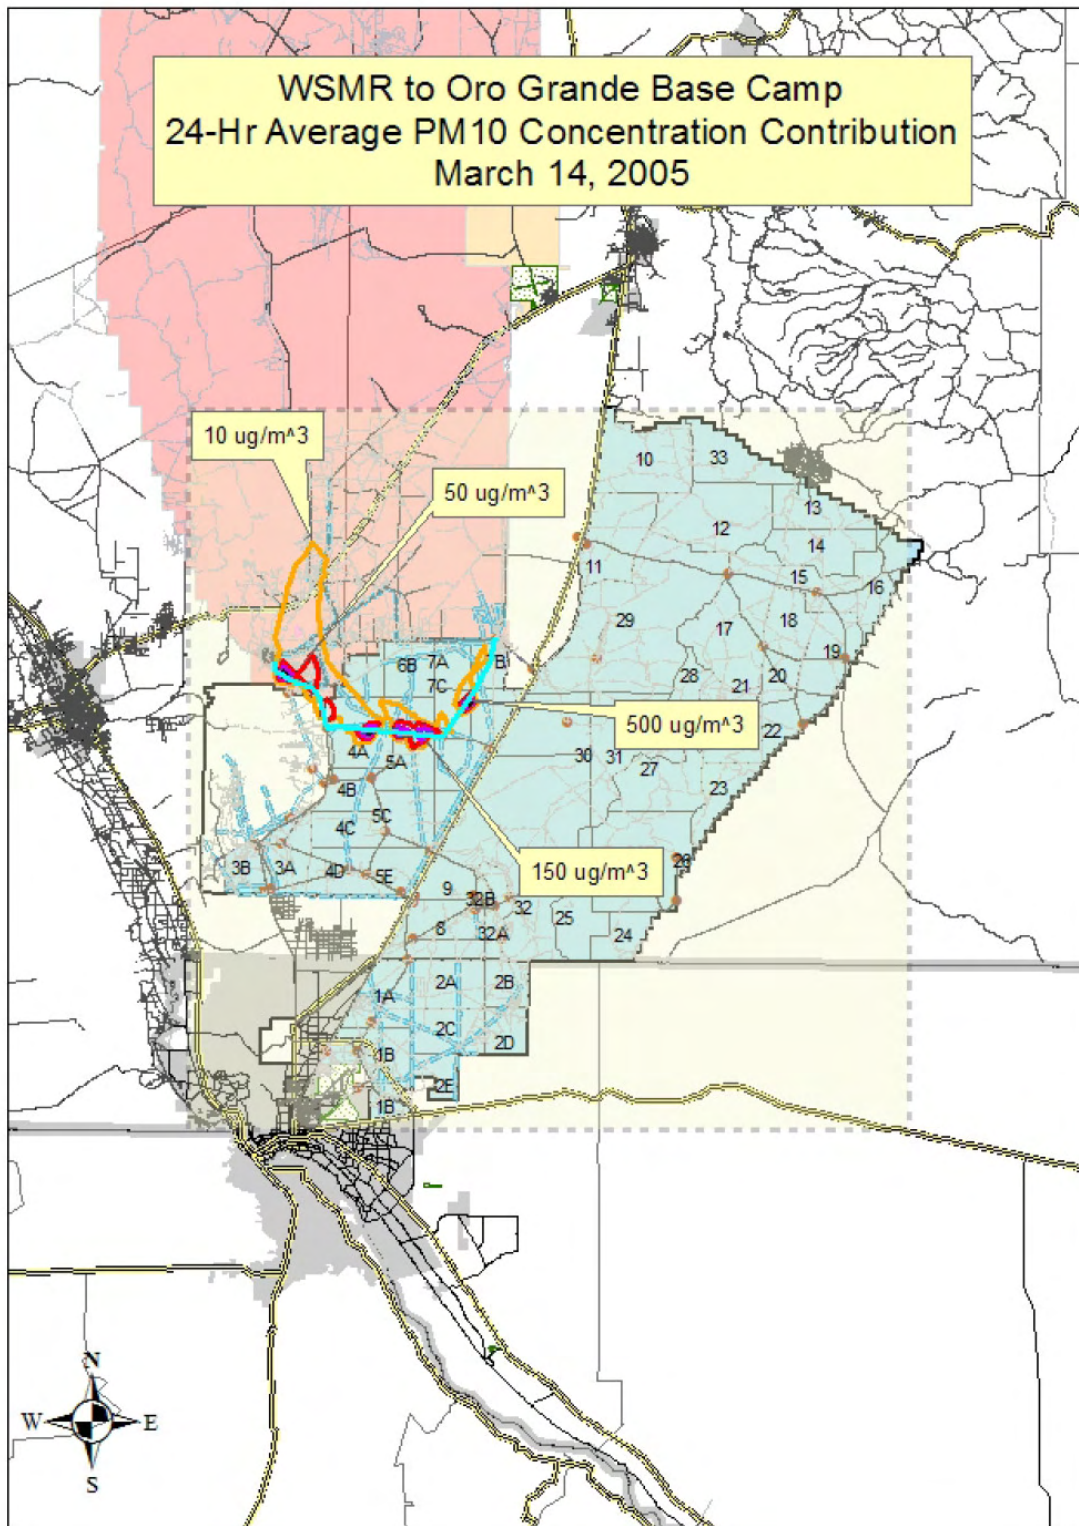 WSMR to Oro Grande Base Camp
24-Hr Average PM10 Concentration Contribution
March 14, 2005
10 ug/m^3
50 ug/m^3
10
33
13
12
14
11
15
16
29
17
18
6B
7A
B
19
7C
28
20
21
500 ug/m^3
22
30
4A
31
5A
27
4B
23
5C
4C
3B
3A
4D
5E
150 ug/m^3
26
9
32B
32
25
8
32A
24
2A
2B
1A
2C
2D
1B
2E
1B
N
W
E
S